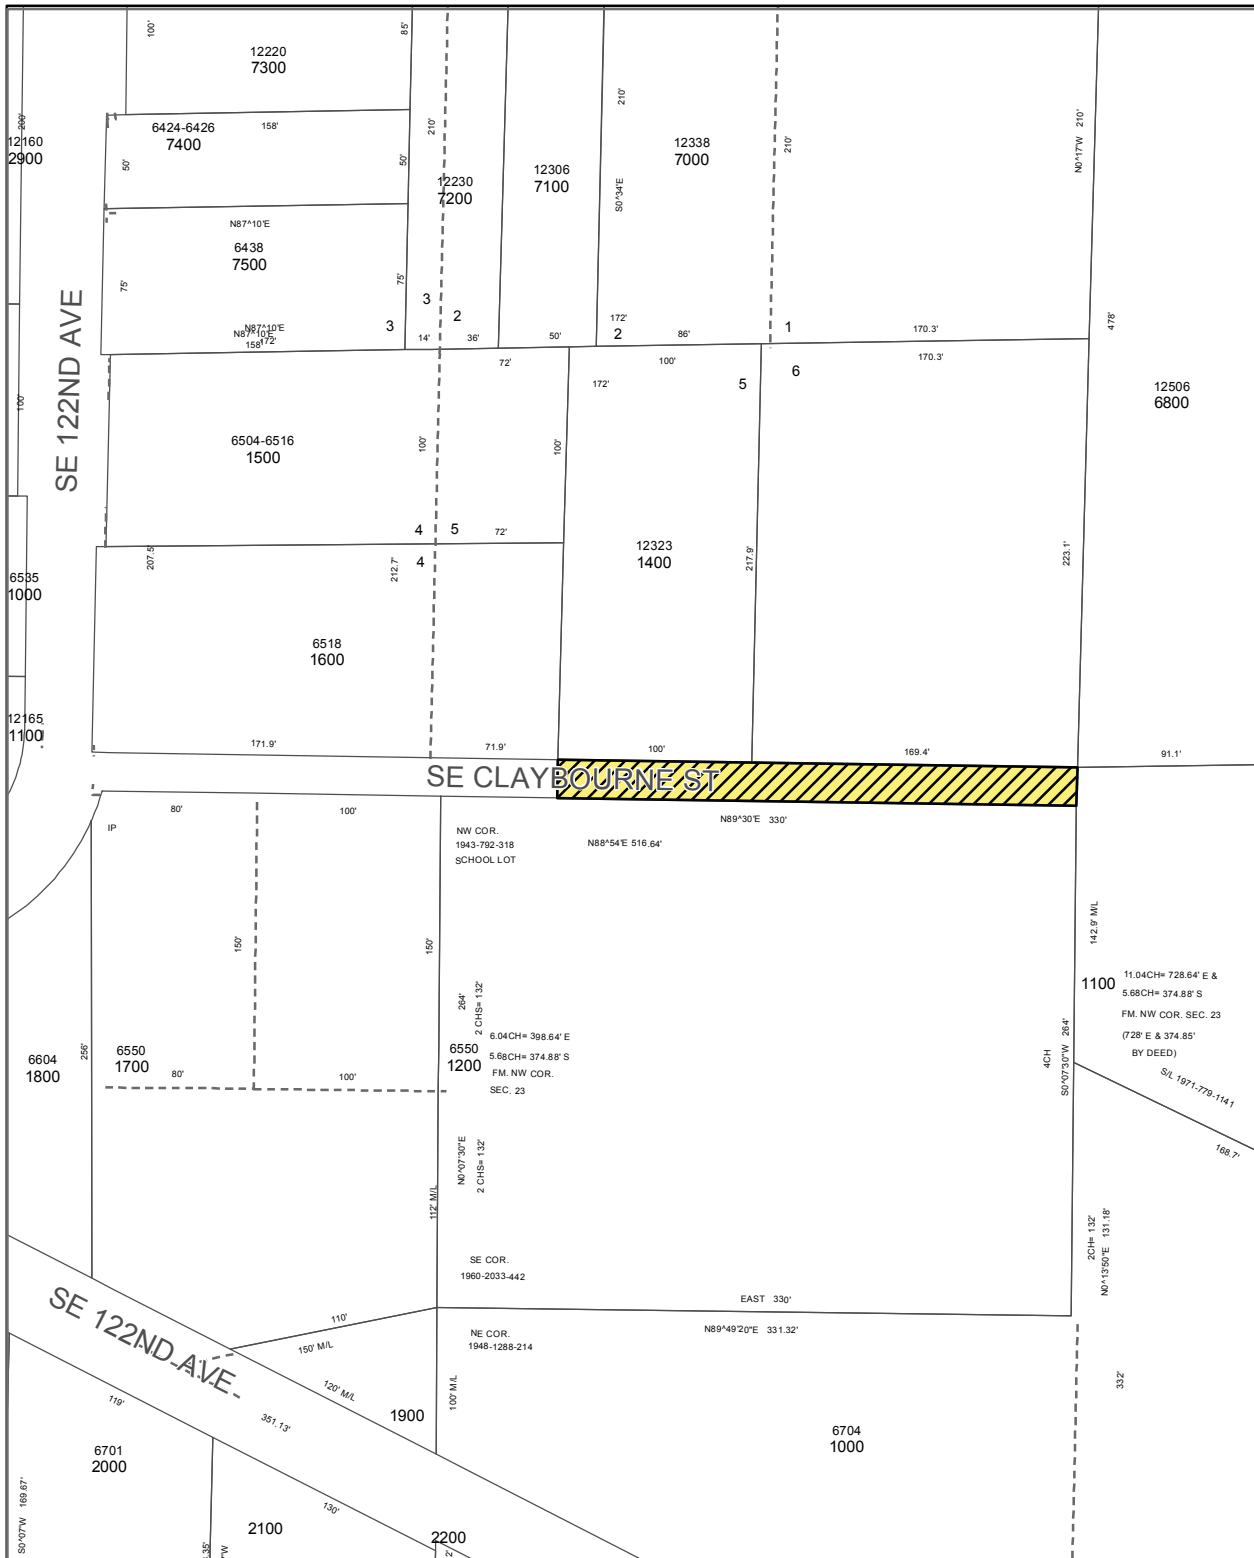 100'
85'
12220
7300
200'
12160
2900
6424-6426
7400
158'
50'
50'
210'
12230
7200
12306
7100
210'
S0^34'E
12338
7000
210'
N0^17'W 210'
N87^10'E
6438
7500
75'
75'
3
2
3
N87^10'E
N87^10'E
172'
158'
14'
36'
50'
172'
2
86'
1
170.3'
478'
SE 122ND AVE
100'
72'
172'
100'
5
6
170.3'
12506
6800
6504-6516
1500
100'
100'
4
5
72'
4
207.5'
212.7'
12323
1400
217.9'
223.1'
6535
1000
6518
1600
12165
1100
171.9'
71.9'
100'
169.4'
91.1'
SE CLAYBOURNE ST
80'
100'
IP
N89^30'E 330'
NW COR.
1943-792-318
SCHOOL LOT
N88^54'E 516.64'
150'
150'
142.9' M/L
1100
11.04CH= 728.64' E &
5.68CH= 374.88' S
FM. NW COR. SEC. 23
(728' E & 374.85'
BY DEED)
S/L 1971-779-1141
264'
2 CHS= 132'
6550
1200
6.04CH= 398.64' E
5.68CH= 374.88' S
FM. NW COR.
SEC. 23
4CH
S0^07'30"W 264'
6604
1800
256'
6550
1700
80'
100'
168.7'
N0^07'30"E
2 CHS= 132'
112' M/L
2CH= 132'
N0^13'50"E 131.18'
SE COR.
1960-2033-442
SE 122ND AVE
EAST 330'
110'
150' M/L
NE COR.
1948-1288-214
N89^49'20"E 331.32'
120' M/L
100' M/L
332'
119'
351.13'
1900
6704
1000
6701
2000
S0^07'W 169.67'
130'
2100
2200